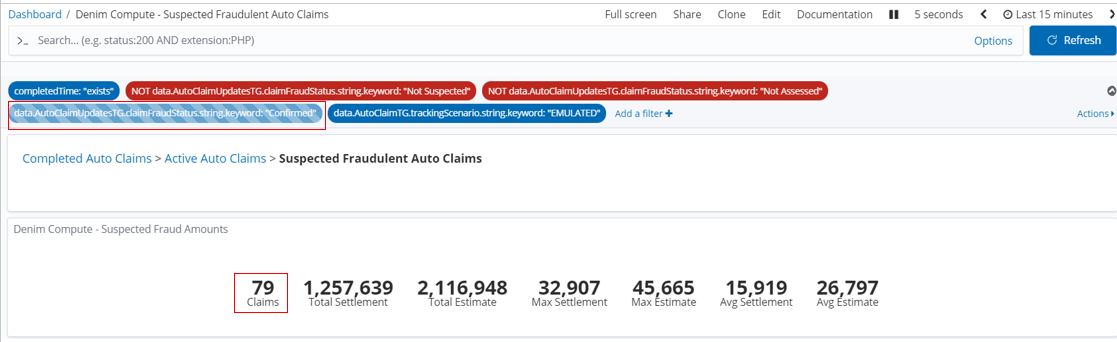 Dashboard / Denim Compute - Suspected Fraudulent Auto Claims Full screen Share Clone Edit Documentation 5 seconds Last 15 minutes
>_ Search... (e.g. status:200 AND extension:PHP) Options Refresh
completedTime: "exists" NOT data.AutoClaimUpdatesTG.claimFraudStatus.string.keyword: "Not Suspected" NOT data.AutoClaimUpdatesTG.claimFraudStatus.string.keyword: "Not Assessed"
data.AutoClaimUpdatesTG.claimFraudStatus.string.keyword: "Confirmed" data.AutoClaimTG.trackingScenario.string.keyword: "EMULATED" Add a filter + Actions
Completed Auto Claims > Active Auto Claims > Suspected Fraudulent Auto Claims
Denim Compute - Suspected Fraud Amounts
79 1,257,639 2,116,948 32,907 45,665 15,919 26,797
Claims Total Settlement Total Estimate Max Settlement Max Estimate Avg Settlement Avg Estimate